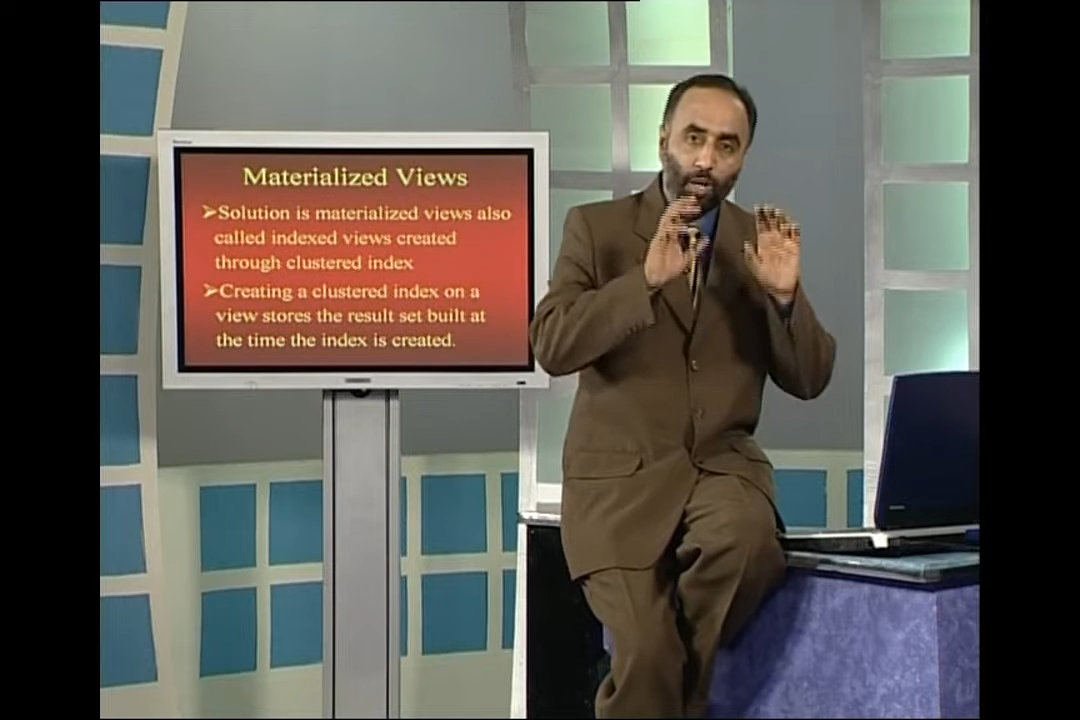 Materialized Views
➢Solution is materialized views also
called indexed views created
through clustered index
➢Creating a clustered index on a
view stores the result set built at
the time the index is created.